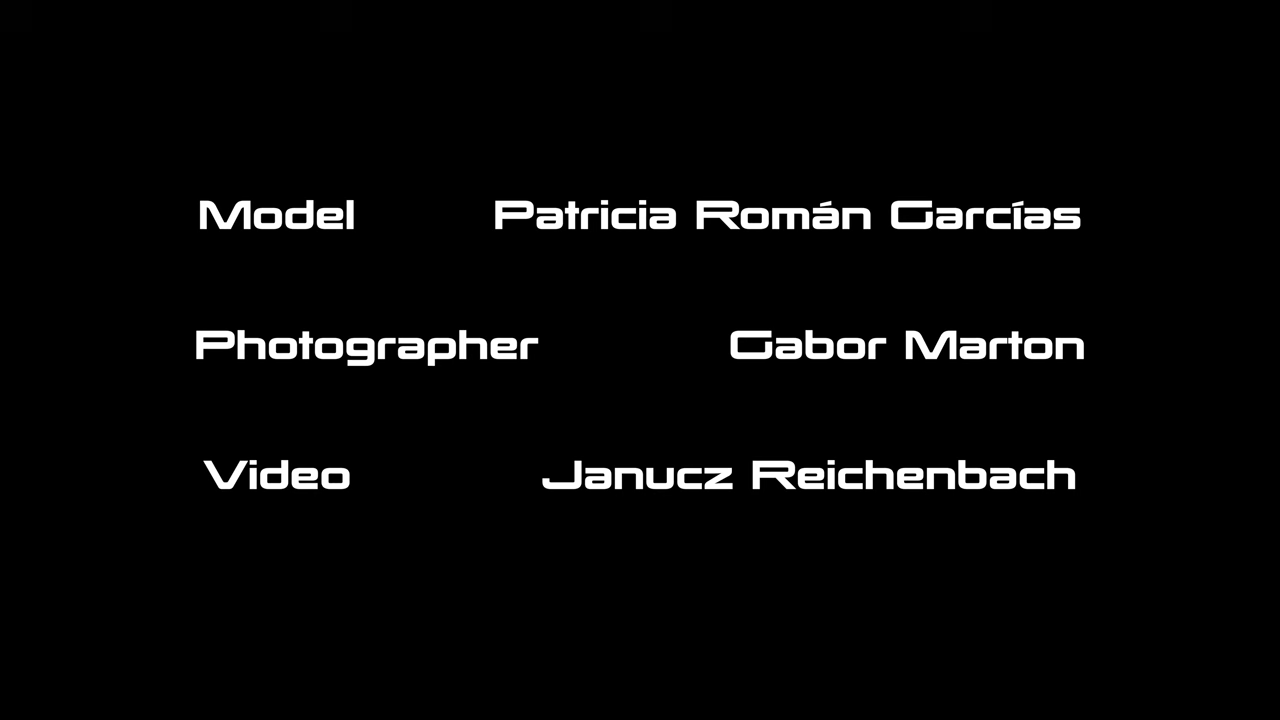 Model Patricia Román Garcías
Photographer Gabor Marton
Video Janucz Reichenbach